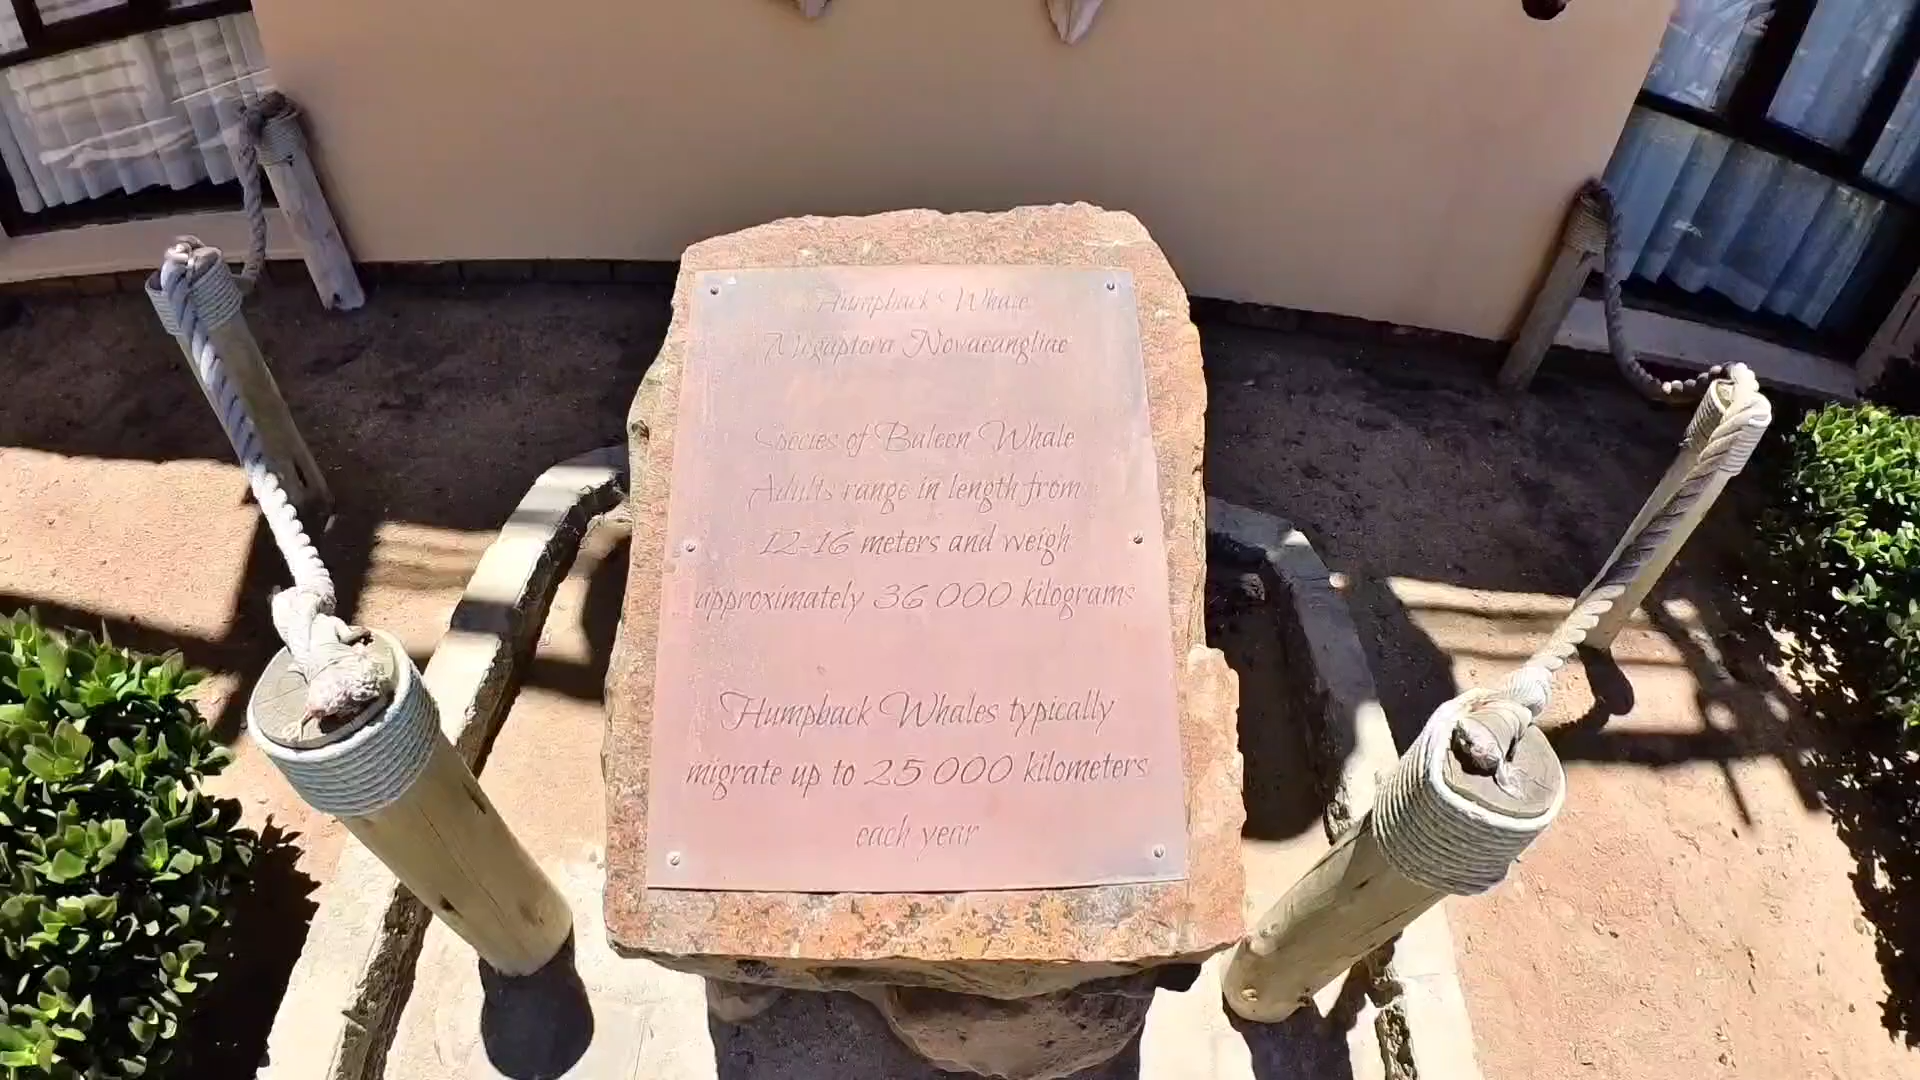 Humpback Whale
Megaptora Novaeangliae
Species of Baleen Whale
Adults range in length from
12-16 meters and weigh
approximately 36 000 kilograms
Humpback Whales typically
migrate up to 25 000 kilometers
each year